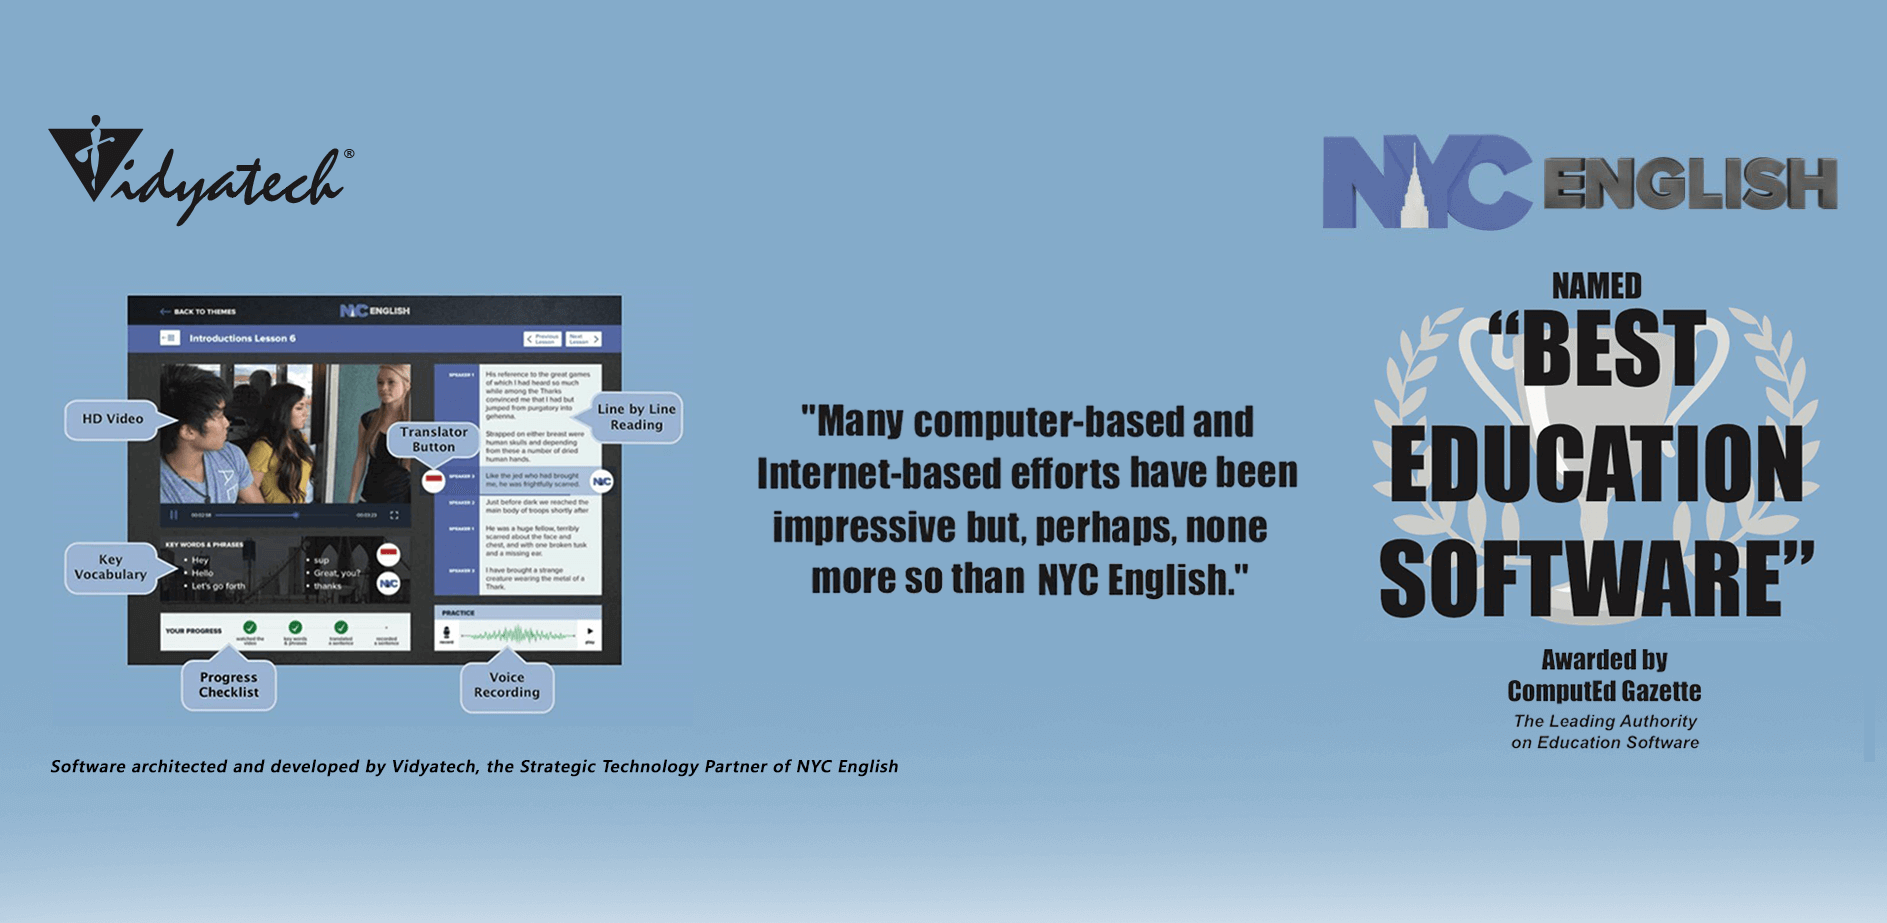 Vidyatech®
NYC ENGLISH
BACK TO THEMES
NYC ENGLISH
Introductions Lesson 6
Previous
Lesson
Next
Lesson
HD Video
Translator
Button
Line by Line
Reading
SPEAKER 1
His reference to the great games
of which I had heard so much
while among the Tharks
convinced me that I had but
jumped from purgatory into
gehenna.
Strapped on either breast were
human skulls and depending
from these a number of dried
human hands.
Like the jed who had brought
me, he was frightfully scarred.
NYC
SPEAKER 2
Just before dark we reached the
main body of troops shortly after
SPEAKER 1
He was a huge fellow, terribly
scarred about the face and
chest, and with one broken tusk
and a missing ear.
I have brought a strange
creature wearing the metal of a
Thark.
00:02:58
00:03:23
KEY WORDS & PHRASES
• Hey
• Hello
• Let's go forth
• sup
• Great, you?
• thanks
NYC
Key
Vocabulary
YOUR PROGRESS
watched the
video
key words
& phrases
translated
a sentence
recorded
a sentence
PRACTICE
record
play
Progress
Checklist
Voice
Recording
"Many computer-based and
Internet-based efforts have been
impressive but, perhaps, none
more so than NYC English."
NAMED
“BEST
EDUCATION
SOFTWARE”
Awarded by
ComputEd Gazette
The Leading Authority
on Education Software
Software architected and developed by Vidyatech, the Strategic Technology Partner of NYC English